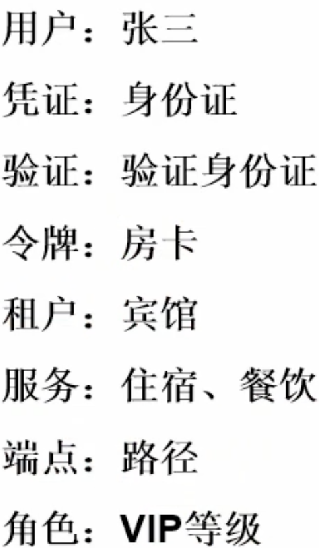 用户：张三
凭证：身份证
验证：验证身份证
令牌：房卡
租户：宾馆
服务：住宿、餐饮
端点：路径
角色：VIP等级